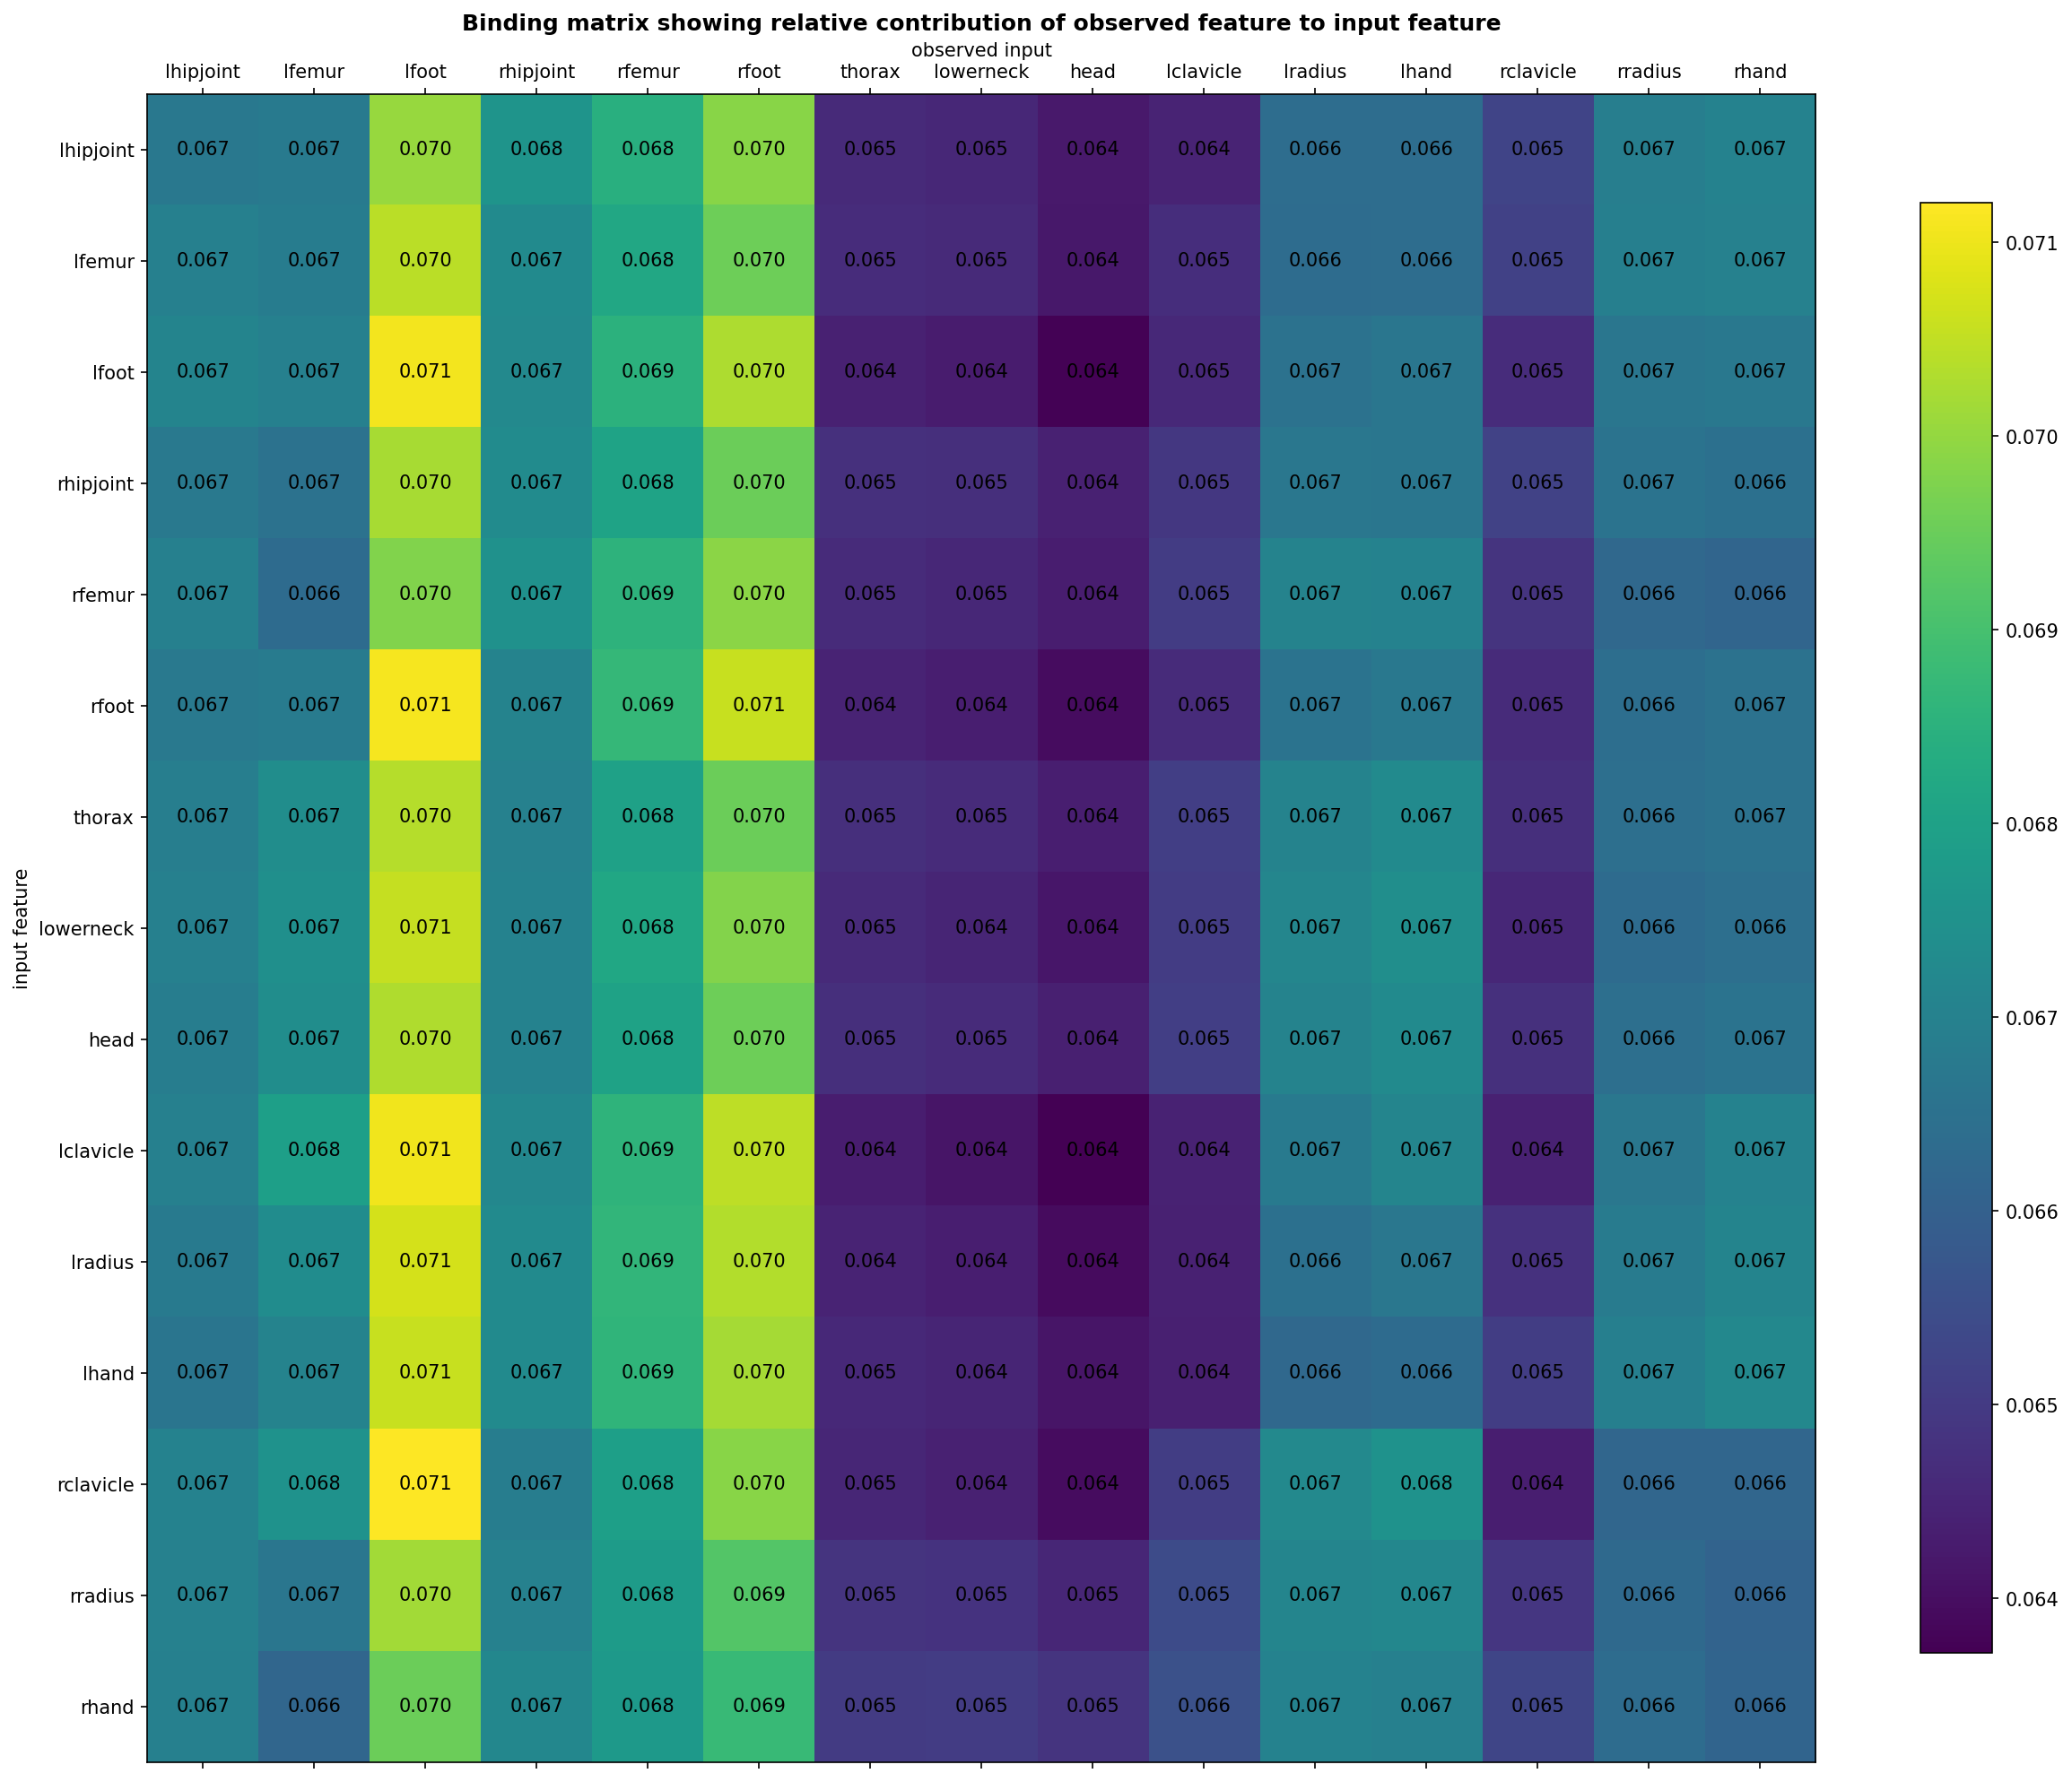 Binding matrix showing relative contribution of observed feature to input feature
observed input
lhipjoint lfemur lfoot rhipjoint rfemur rfoot thorax lowerneck head lclavicle lradius lhand rclavicle rradius rhand
lhipjoint 0.067 0.067 0.070 0.068 0.068 0.070 0.065 0.065 0.064 0.064 0.066 0.066 0.065 0.067 0.067
0.071
lfemur 0.067 0.067 0.070 0.067 0.068 0.070 0.065 0.065 0.064 0.065 0.066 0.066 0.065 0.067 0.067
lfoot 0.067 0.067 0.071 0.067 0.069 0.070 0.064 0.064 0.064 0.065 0.067 0.067 0.065 0.067 0.067
0.070
rhipjoint 0.067 0.067 0.070 0.067 0.068 0.070 0.065 0.065 0.064 0.065 0.067 0.067 0.065 0.067 0.066
rfemur 0.067 0.066 0.070 0.067 0.069 0.070 0.065 0.065 0.064 0.065 0.067 0.067 0.065 0.066 0.066
0.069
rfoot 0.067 0.067 0.071 0.067 0.069 0.071 0.064 0.064 0.064 0.065 0.067 0.067 0.065 0.066 0.067
thorax 0.067 0.067 0.070 0.067 0.068 0.070 0.065 0.065 0.064 0.065 0.067 0.067 0.065 0.066 0.067
0.068
input feature
lowerneck 0.067 0.067 0.071 0.067 0.068 0.070 0.065 0.064 0.064 0.065 0.067 0.067 0.065 0.066 0.066
0.067
head 0.067 0.067 0.070 0.067 0.068 0.070 0.065 0.065 0.064 0.065 0.067 0.067 0.065 0.066 0.067
lclavicle 0.067 0.068 0.071 0.067 0.069 0.070 0.064 0.064 0.064 0.064 0.067 0.067 0.064 0.067 0.067
0.066
lradius 0.067 0.067 0.071 0.067 0.069 0.070 0.064 0.064 0.064 0.064 0.066 0.067 0.065 0.067 0.067
lhand 0.067 0.067 0.071 0.067 0.069 0.070 0.065 0.064 0.064 0.064 0.066 0.066 0.065 0.067 0.067
0.065
rclavicle 0.067 0.068 0.071 0.067 0.068 0.070 0.065 0.064 0.064 0.065 0.067 0.068 0.064 0.066 0.066
rradius 0.067 0.067 0.070 0.067 0.068 0.069 0.065 0.065 0.065 0.065 0.067 0.067 0.065 0.066 0.066
0.064
rhand 0.067 0.066 0.070 0.067 0.068 0.069 0.065 0.065 0.065 0.066 0.067 0.067 0.065 0.066 0.066